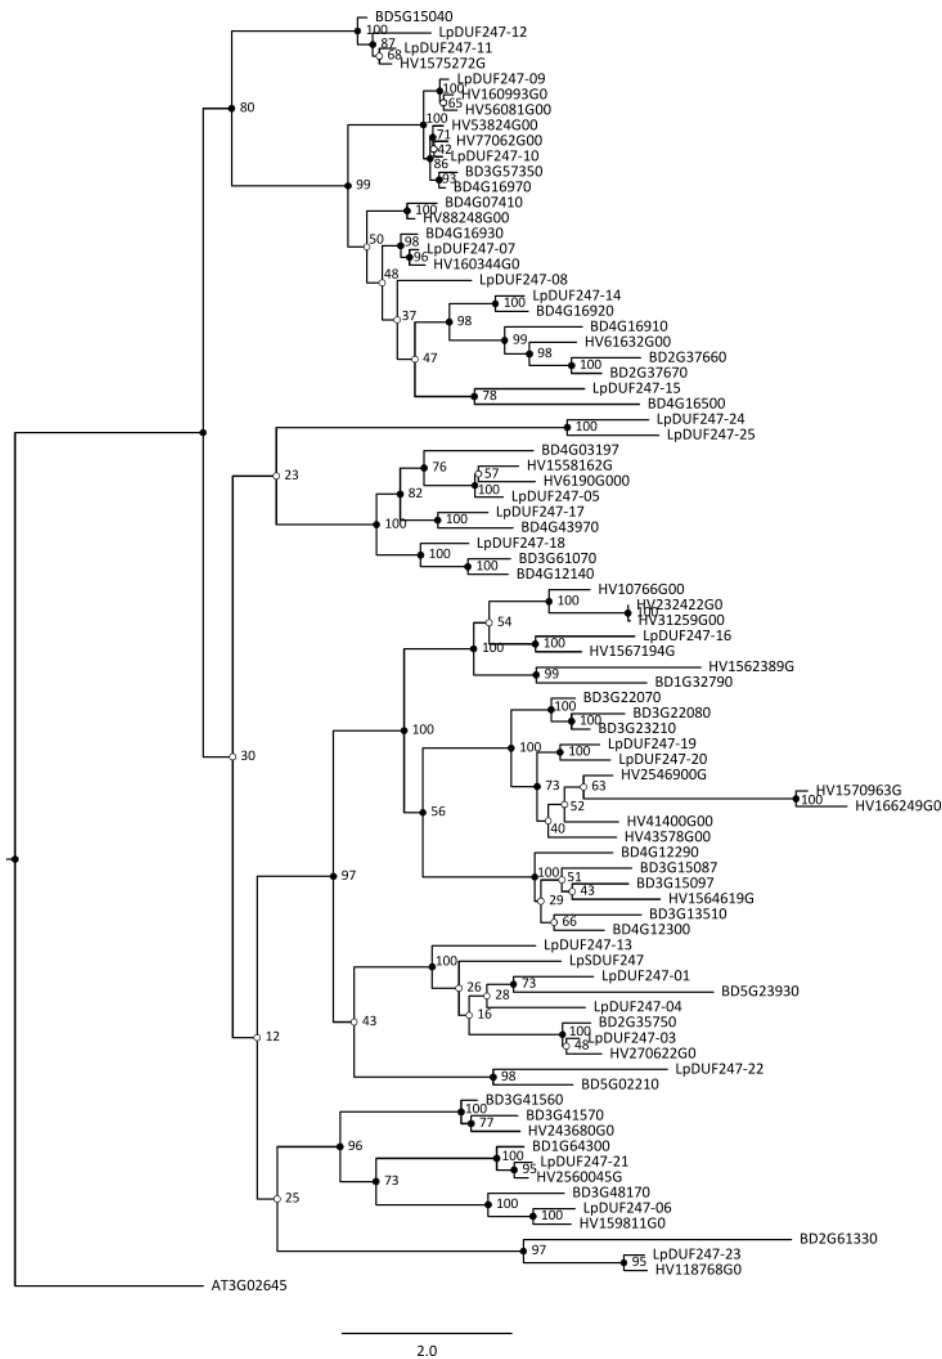 BD5G15040
100
LpDUF247-12
87
LpDUF247-11
68
HV1575272G
LpDUF247-09
100
HV160993G0
65
HV56081G00
80
100
HV53824G00
71
HV77062G00
42
LpDUF247-10
86
BD3G57350
93
BD4G16970
99
BD4G07410
100
HV88248G00
BD4G16930
50
98
LpDUF247-07
96
HV160344G0
48
LpDUF247-08
LpDUF247-14
100
BD4G16920
37
98
BD4G16910
99
HV61632G00
98
BD2G37660
47
100
BD2G37670
LpDUF247-15
78
BD4G16500
LpDUF247-24
100
LpDUF247-25
BD4G03197
76
HV1558162G
23
57
HV6190G000
100
82
LpDUF247-05
LpDUF247-17
100
100
BD4G43970
LpDUF247-18
100
BD3G61070
100
BD4G12140
HV10766G00
100
HV232422G0
100
HV31259G00
54
LpDUF247-16
100
100
HV1567194G
HV1562389G
99
BD1G32790
BD3G22070
100
BD3G22080
100
100
BD3G23210
100
LpDUF247-19
100
30
LpDUF247-20
HV2546900G
73
63
HV1570963G
100
52
HV166249G0
56
HV41400G00
40
HV43578G00
BD4G12290
BD3G15087
97
100
51
BD3G15097
43
29
HV1564619G
BD3G13510
66
BD4G12300
LpDUF247-13
100
LpSDUF247
LpDUF247-01
26
73
28
BD5G23930
LpDUF247-04
16
43
BD2G35750
100
LpDUF247-03
12
48
HV270622G0
LpDUF247-22
98
BD5G02210
BD3G41560
100
BD3G41570
77
HV243680G0
96
BD1G64300
100
LpDUF247-21
95
HV2560045G
73
BD3G48170
25
100
LpDUF247-06
100
HV159811G0
BD2G61330
97
LpDUF247-23
95
HV118768G0
AT3G02645
2.0